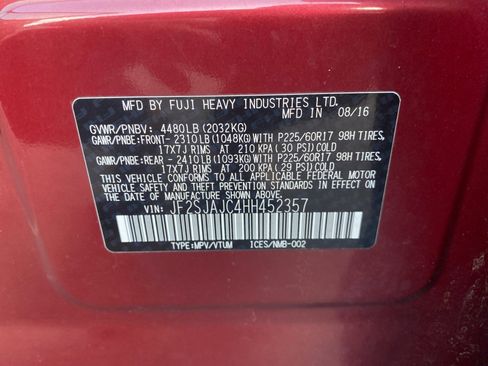 MFD BY FUJI HEAVY INDUSTRIES LTD.
MFD IN 08/16
GVWR/PNBV: 4480LB(2032KG)
GAWR/PNBE:FRONT- 2310LB(1048KG)WITH P225/60R17 98H TIRES,
17X7J RIMS AT 210 KPA (30 PSI)COLD
GAWR/PNBE:REAR - 2410LB(1093KG)WITH P225/60R17 98H TIRES,
17X7J RIMS AT 200 KPA (29 PSI)COLD
THIS VEHICLE CONFORMS TO ALL APPLICABLE
FEDERAL MOTOR VEHICLE SAFETY STANDARDS IN EFFECT ON
THE DATE OF MANUFACTURE SHOWN ABOVE.
VIN: JF2SJAJC4HH452357
TYPE:MPV/VTUM ICES/NMB-002